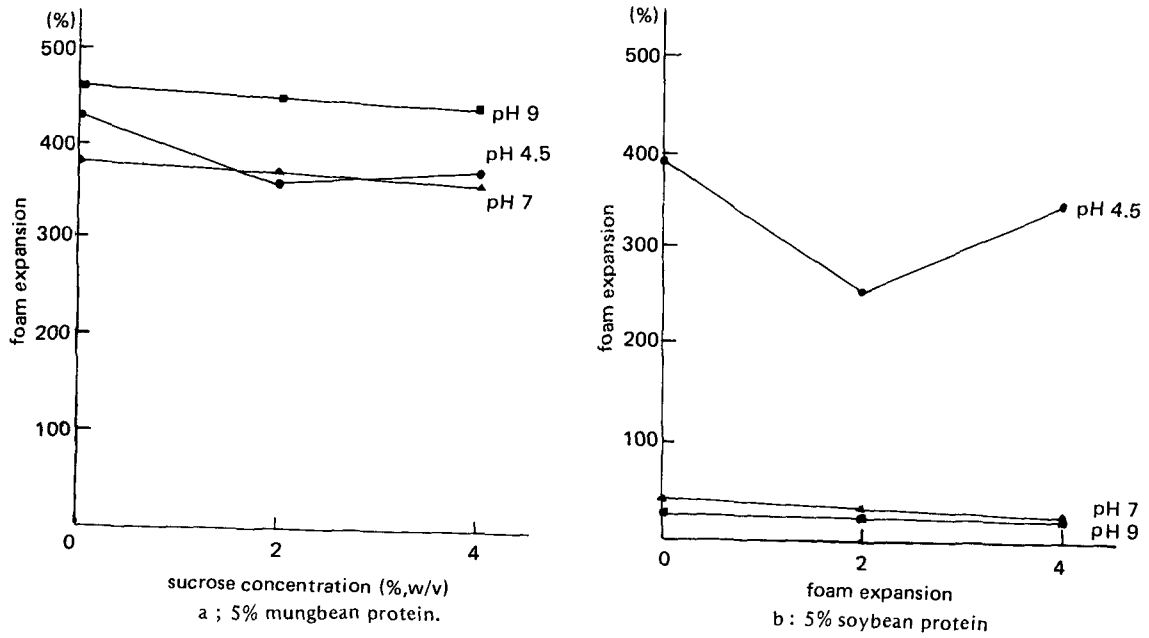 (%)
500
400
300
200
100
0
2
4
foam expansion
pH 9
pH 4.5
pH 7
sucrose concentration (%,w/v)
a ; 5% mungbean protein.
(%)
500
400
300
200
100
0
2
4
foam expansion
pH 4.5
pH 7
pH 9
foam expansion
b : 5% soybean protein